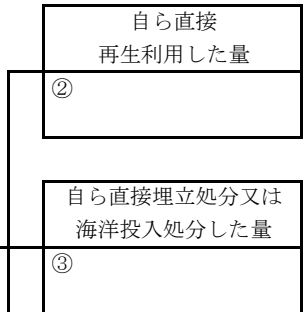 自ら直接
再生利用した量
②
自ら直接埋立処分又は
海洋投入処分した量
③